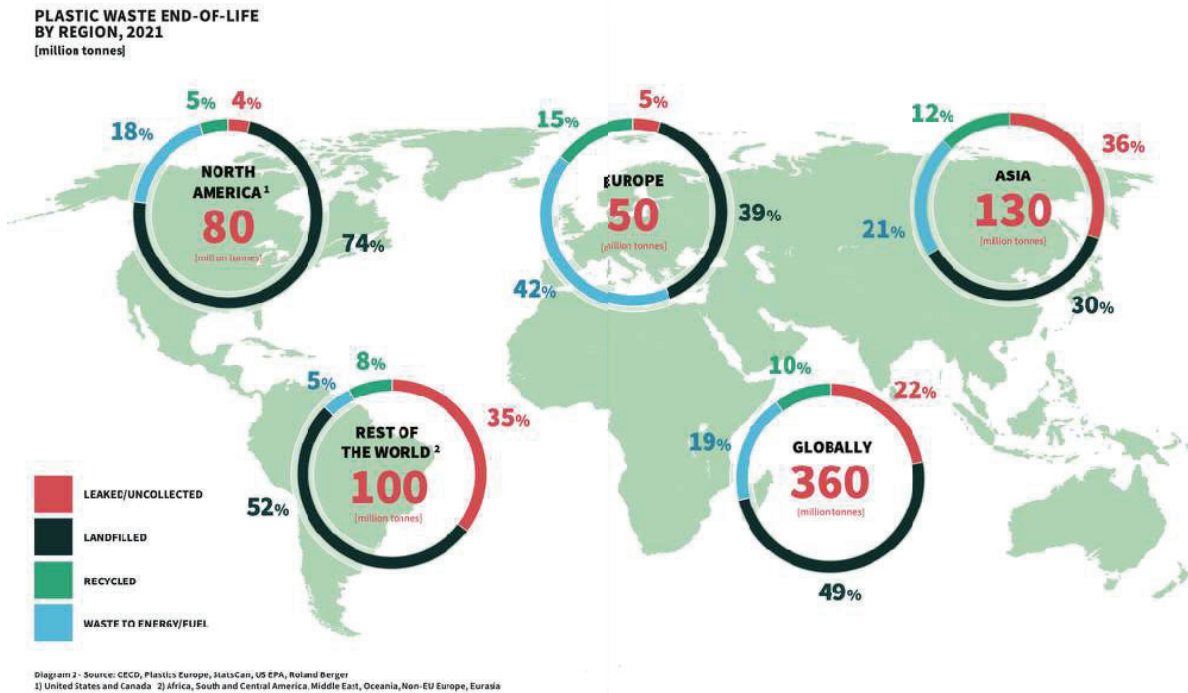 PLASTIC WASTE END-OF-LIFE
BY REGION, 2021
[million tonnes]
5% 4%
18%
NORTH
AMERICA 1
80
[million tonnes]
74%
5%
15%
EUROPE
50
[million tonnes]
39%
42%
12%
36%
ASIA
130
[million tonnes]
21%
30%
8%
5%
35%
REST OF
THE WORLD 2
100
[million tonnes]
52%
10%
22%
19%
GLOBALLY
360
[million tonnes]
49%
LEAKED/UNCOLLECTED
LANDFILLED
RECYCLED
WASTE TO ENERGY/FUEL
Diagram 2 - Source: OECD, Plastics Europe, StatsCan, US EPA, Roland Berger
1) United States and Canada 2) Africa, South and Central America, Middle East, Oceania, Non-EU Europe, Eurasia